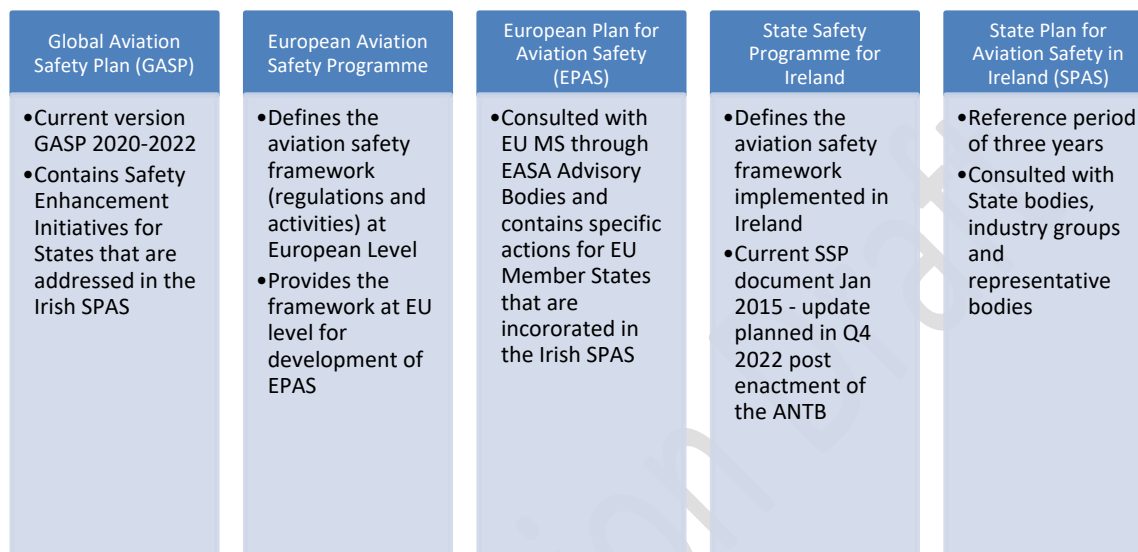 Global Aviation
Safety Plan (GASP)
•Current version
GASP 2020-2022
•Contains Safety
Enhancement
Initiatives for
States that are
addressed in the
Irish SPAS
European Aviation
Safety Programme
•Defines the
aviation safety
framework
(regulations and
activities) at
European Level
•Provides the
framework at EU
level for
development of
EPAS
European Plan for
Aviation Safety
(EPAS)
•Consulted with
EU MS through
EASA Advisory
Bodies and
contains specific
actions for EU
Member States
that are
incororated in
the Irish SPAS
State Safety
Programme for
Ireland
•Defines the
aviation safety
framework
implemented in
Ireland
•Current SSP
document Jan
2015 - update
planned in Q4
2022 post
enactment of
the ANTB
State Plan for
Aviation Safety in
Ireland (SPAS)
•Reference period
of three years
•Consulted with
State bodies,
industry groups
and
representative
bodies